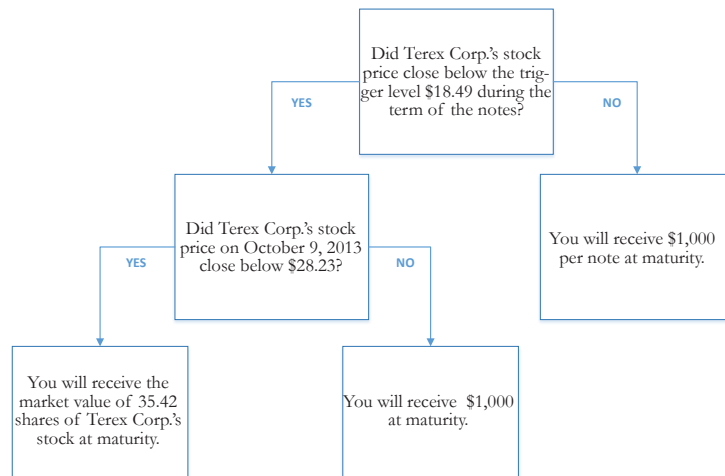 Did Terex Corp.'s stock
price close below the trig-
ger level $18.49 during the
term of the notes?
YES
NO
Did Terex Corp.'s stock
price on October 9, 2013
close below $28.23?
You will receive $1,000
per note at maturity.
YES
NO
You will receive the
market value of 35.42
shares of Terex Corp.'s
stock at maturity.
You will receive $1,000
at maturity.